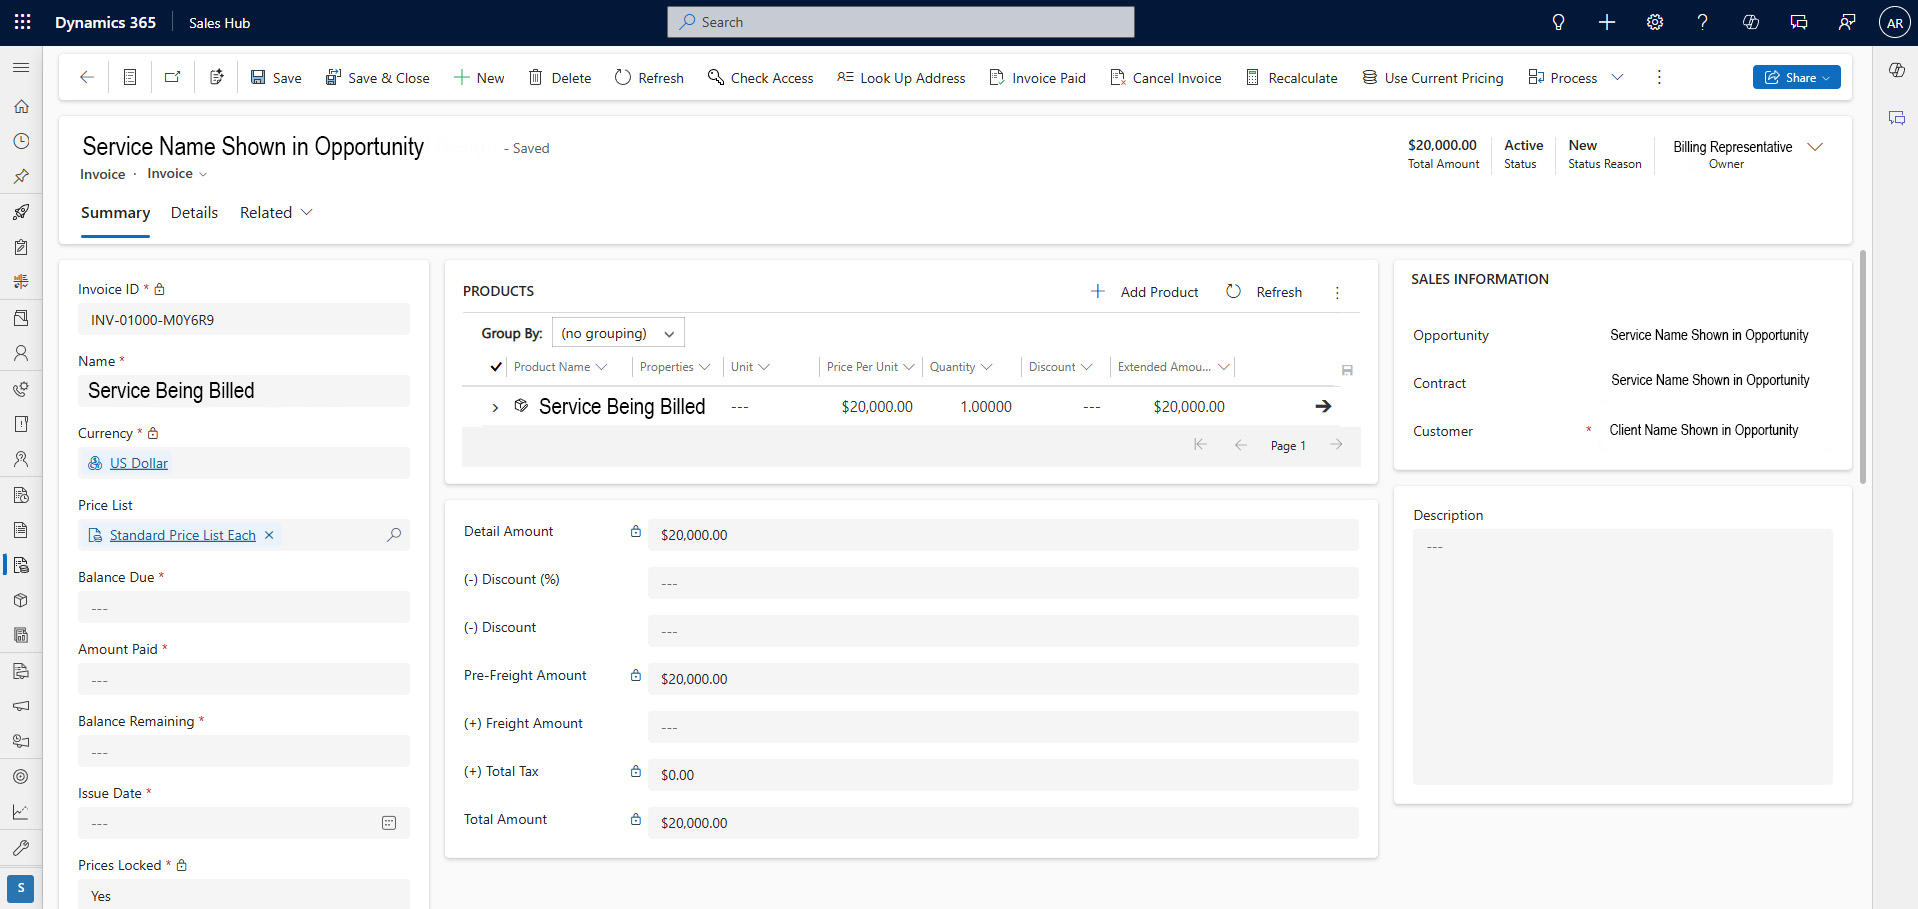 Dynamics 365
Sales Hub
Search
AR
Save
Save & Close
New
Delete
Refresh
Check Access
Look Up Address
Invoice Paid
Cancel Invoice
Recalculate
Use Current Pricing
Process
Share
Service Name Shown in Opportunity
- Saved
Invoice · Invoice
$20,000.00
Total Amount
Active
Status
New
Status Reason
Billing Representative
Owner
Summary
Details
Related
Invoice ID *
INV-01000-M0Y6R9
Name *
Service Being Billed
Currency *
US Dollar
Price List
Standard Price List Each
Balance Due *
---
Amount Paid *
---
Balance Remaining *
---
Issue Date *
---
Prices Locked *
Yes
S
PRODUCTS
Add Product
Refresh
Group By: (no grouping)
Product Name Properties Unit Price Per Unit Quantity Discount Extended Amou...
Service Being Billed --- $20,000.00 1.00000 --- $20,000.00
Page 1
Detail Amount $20,000.00
(-) Discount (%) ---
(-) Discount ---
Pre-Freight Amount $20,000.00
(+) Freight Amount ---
(+) Total Tax $0.00
Total Amount $20,000.00
SALES INFORMATION
Opportunity Service Name Shown in Opportunity
Contract Service Name Shown in Opportunity
Customer * Client Name Shown in Opportunity
Description
---